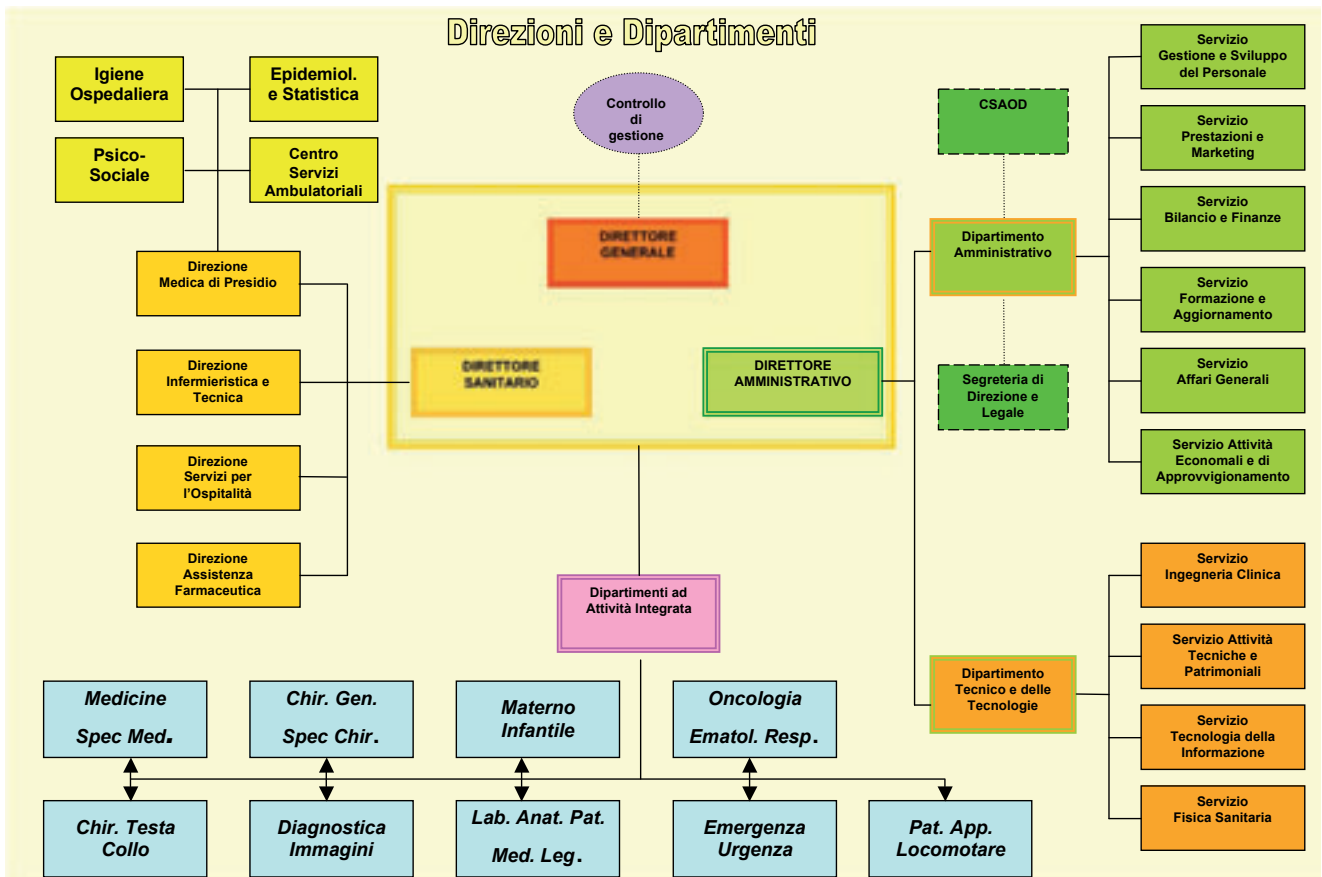 Direzioni e Dipartimenti
Igiene
Ospedaliera
Epidemiol.
e Statistica
Psico-
Sociale
Centro
Servizi
Ambulatoriali
Controllo
di
gestione
CSAOD
DIRETTORE
GENERALE
DIRETTORE
SANITARIO
DIRETTORE
AMMINISTRATIVO
Direzione
Medica di Presidio
Direzione
Infermieristica e
Tecnica
Direzione
Servizi per
l'Ospitalità
Direzione
Assistenza
Farmaceutica
Dipartimento
Amministrativo
Segreteria di
Direzione e
Legale
Servizio
Gestione e Sviluppo
del Personale
Servizio
Prestazioni e
Marketing
Servizio
Bilancio e Finanze
Servizio
Formazione e
Aggiornamento
Servizio
Affari Generali
Servizio Attività
Economali e di
Approvvigionamento
Dipartimenti ad
Attività Integrata
Dipartimento
Tecnico e delle
Tecnologie
Servizio
Ingegneria Clinica
Servizio Attività
Tecniche e
Patrimoniali
Servizio
Tecnologia della
Informazione
Servizio
Fisica Sanitaria
Medicine
Spec Med.
Chir. Gen.
Spec Chir.
Materno
Infantile
Oncologia
Ematol. Resp.
Chir. Testa
Collo
Diagnostica
Immagini
Lab. Anat. Pat.
Med. Leg.
Emergenza
Urgenza
Pat. App.
Locomotare